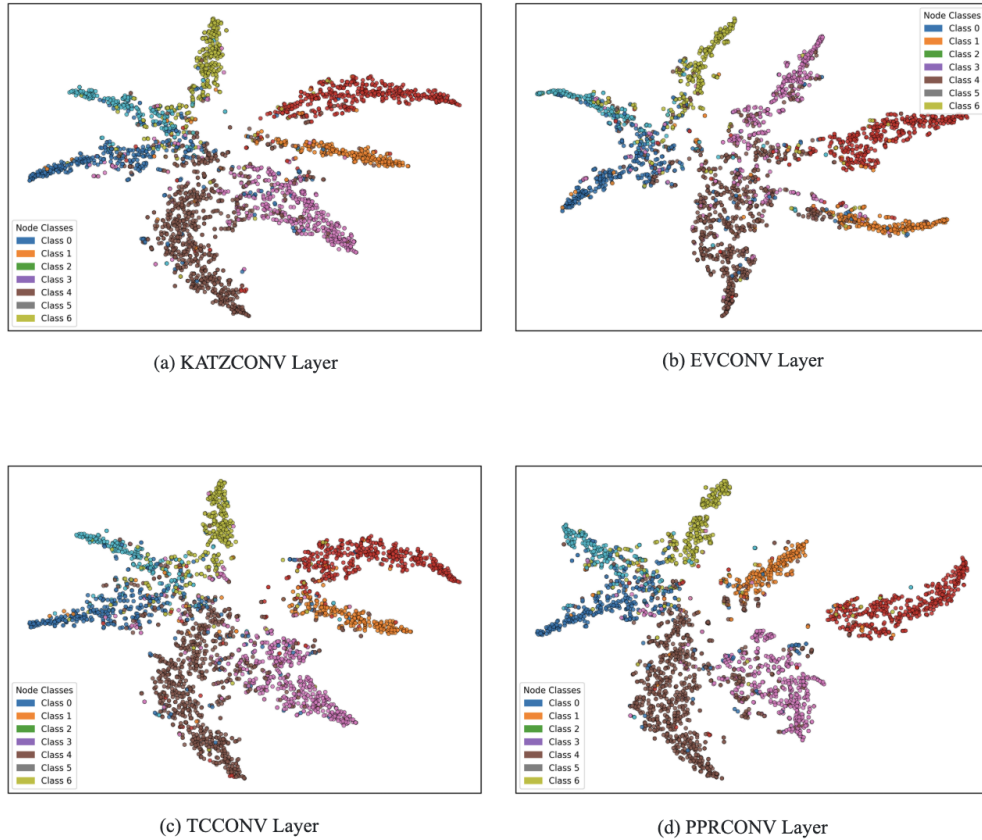 Node Classes
Class 0
Class 1
Class 2
Class 3
Class 4
Class 5
Class 6
(a) KATZCONV Layer
Node Classes
Class 0
Class 1
Class 2
Class 3
Class 4
Class 5
Class 6
(b) EVCONV Layer
Node Classes
Class 0
Class 1
Class 2
Class 3
Class 4
Class 5
Class 6
(c) TCCONV Layer
Node Classes
Class 0
Class 1
Class 2
Class 3
Class 4
Class 5
Class 6
(d) PPRCONV Layer